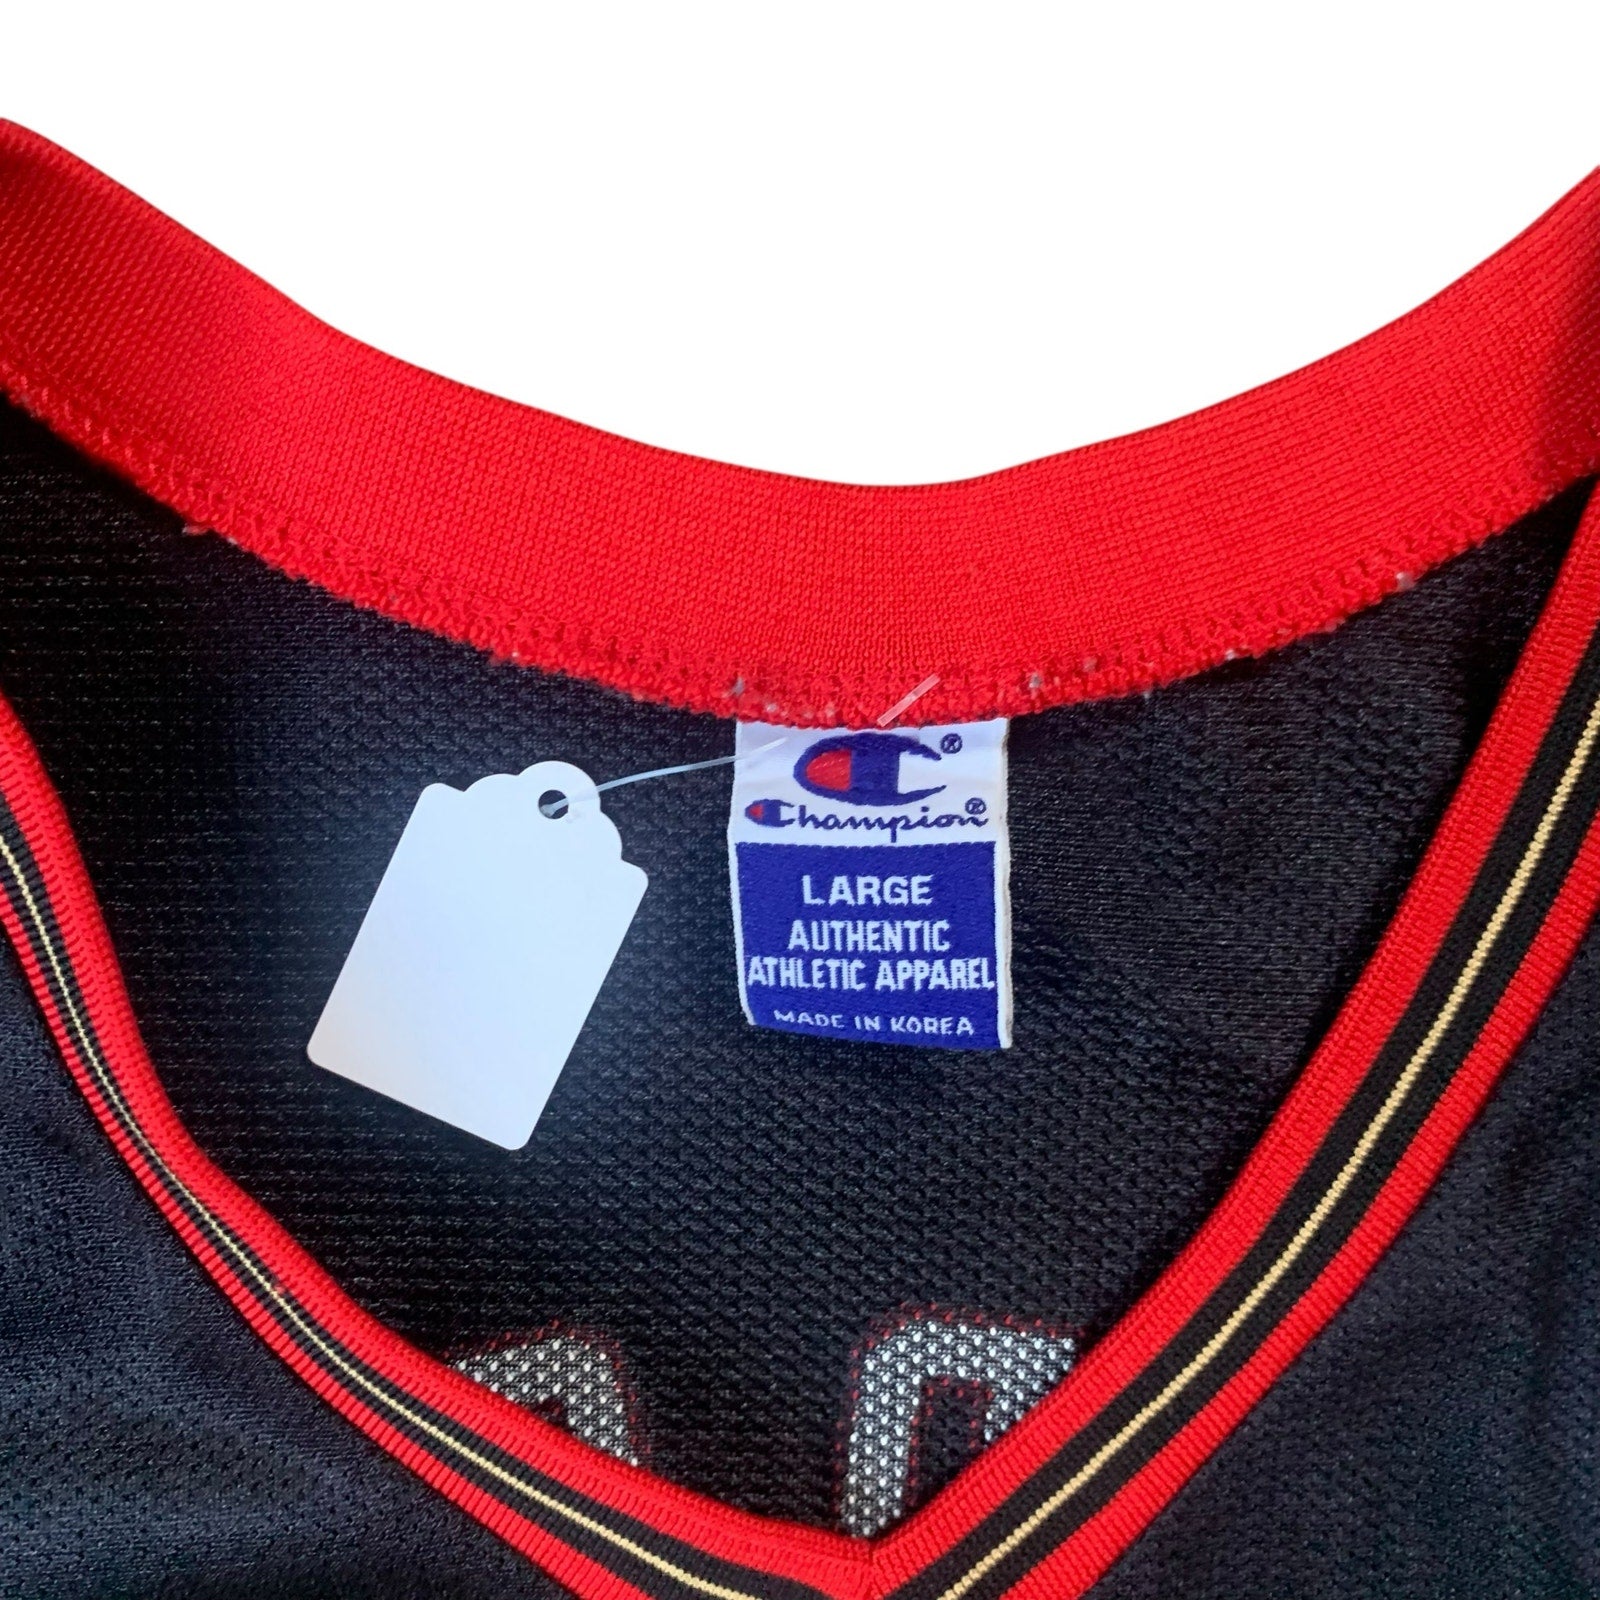 ®
Champion®
LARGE
AUTHENTIC
ATHLETIC APPAREL
MADE IN KOREA